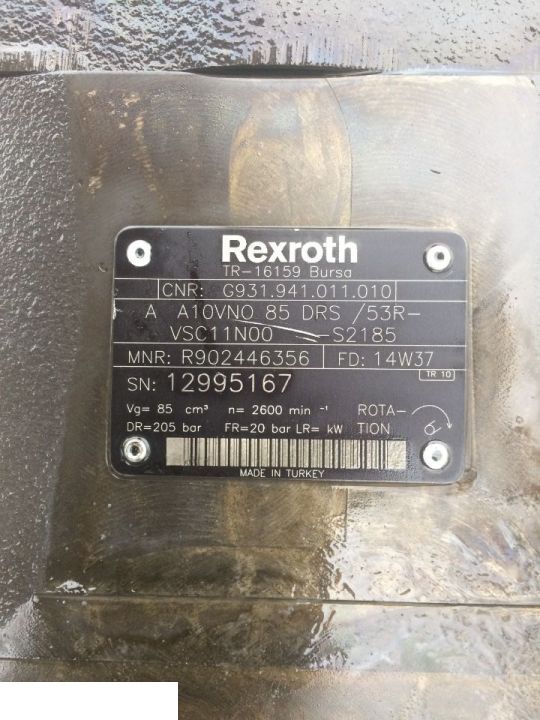 Rexroth
TR-16159 Bursa
CNR: G931.941.011.010
A A10VNO 85 DRS /53R-
VSC11N00 -S2185
MNR: R902446356 FD: 14W37
SN: 12995167 TR 10
Vg= 85 cm³ n= 2600 min⁻¹ ROTA-
DR=205 bar FR=20 bar LR= kW TION
MADE IN TURKEY